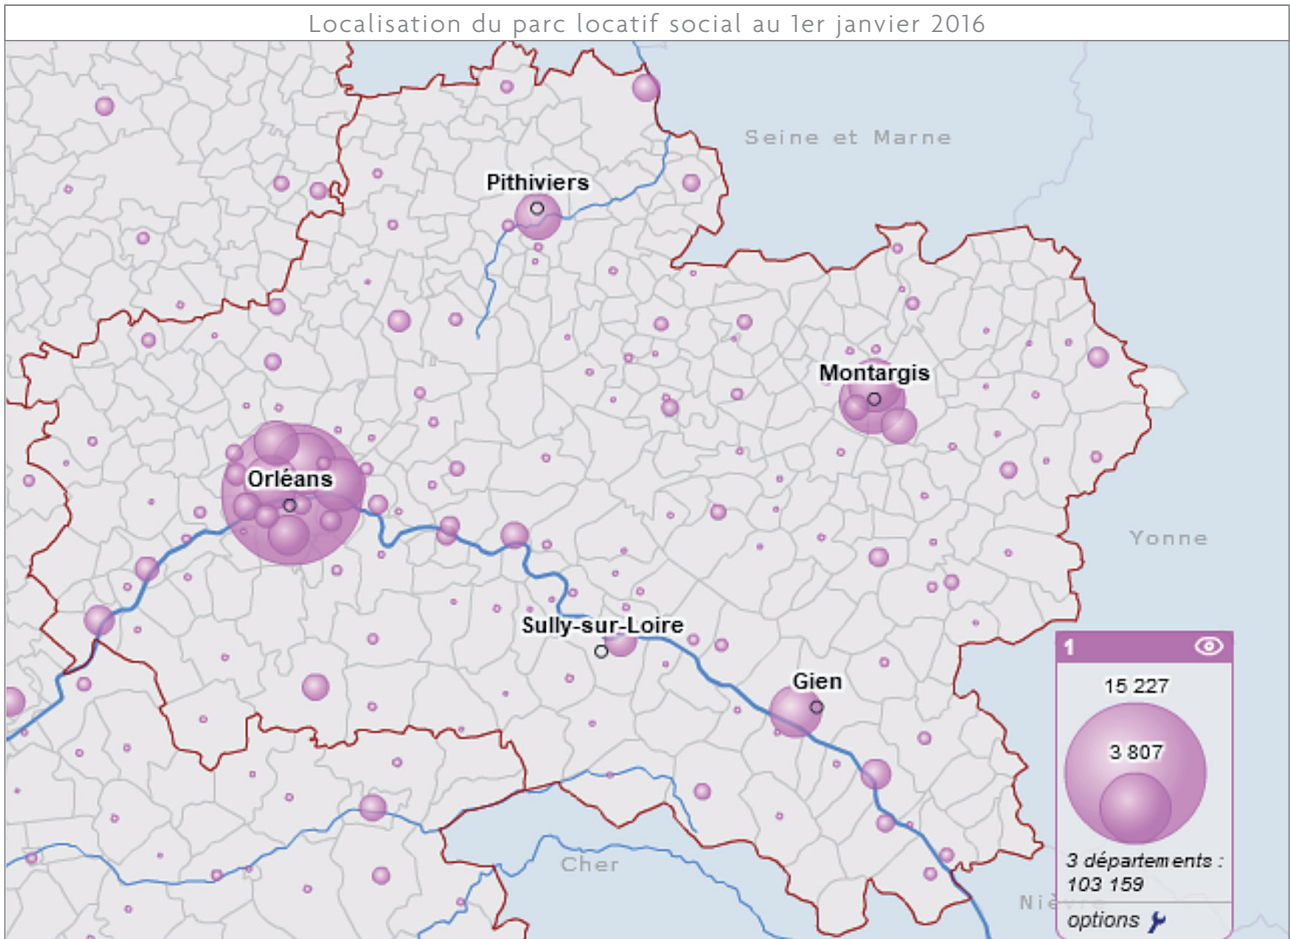 Localisation du parc locatif social au 1er janvier 2016
Seine et Marne
Pithiviers
Montargis
Orléans
Yonne
Sully-sur-Loire
Gien
Cher
Nièvre
1
15 227
3 807
3 départements :
103 159
options